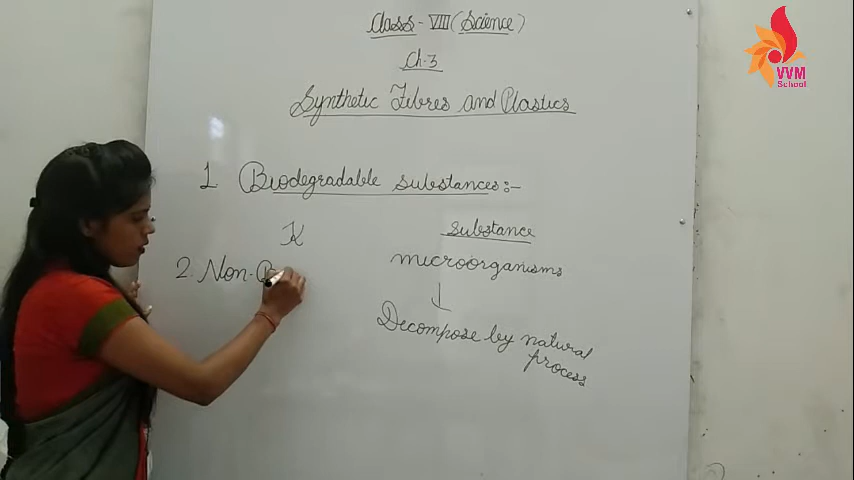 Class - VIII (Science)
Ch-3
Synthetic Fibres and Plastics
1. Biodegradable substances:-
substance
microorganisms
Decompose by natural
process
2. Non-B
VVM
School